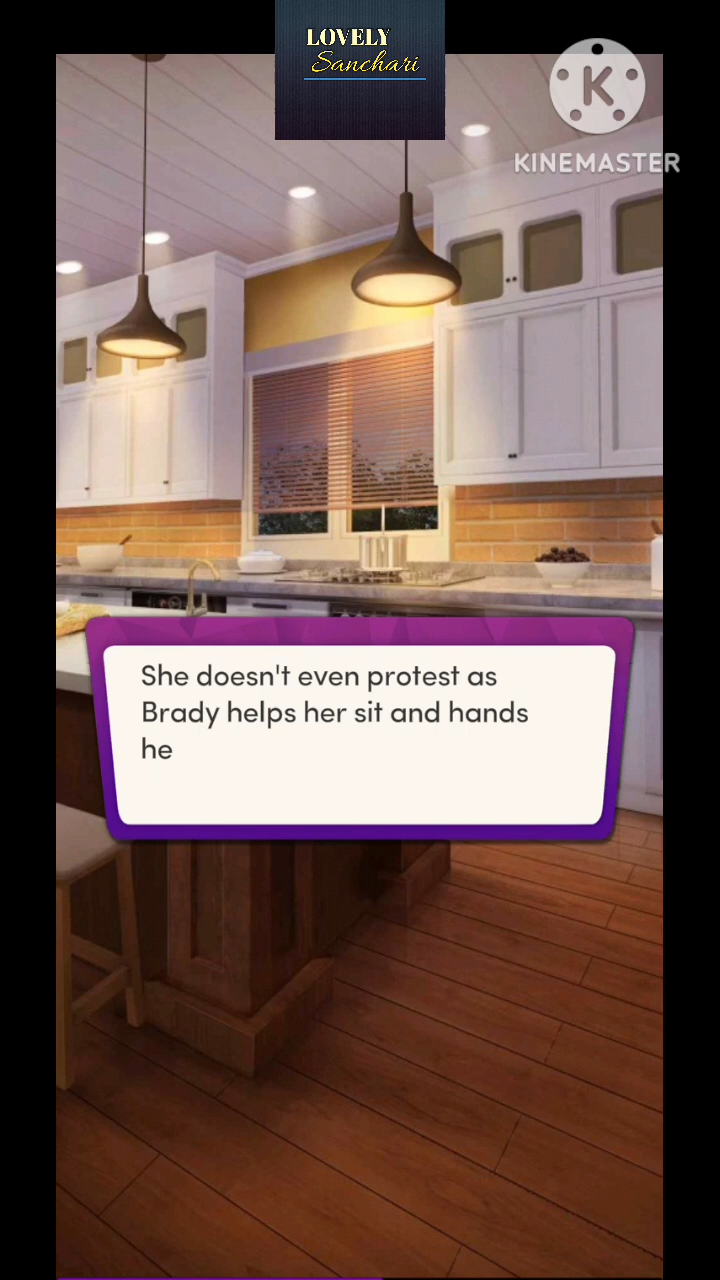 LOVELY
Sanchari
K
KINEMASTER
She doesn't even protest as
Brady helps her sit and hands
he